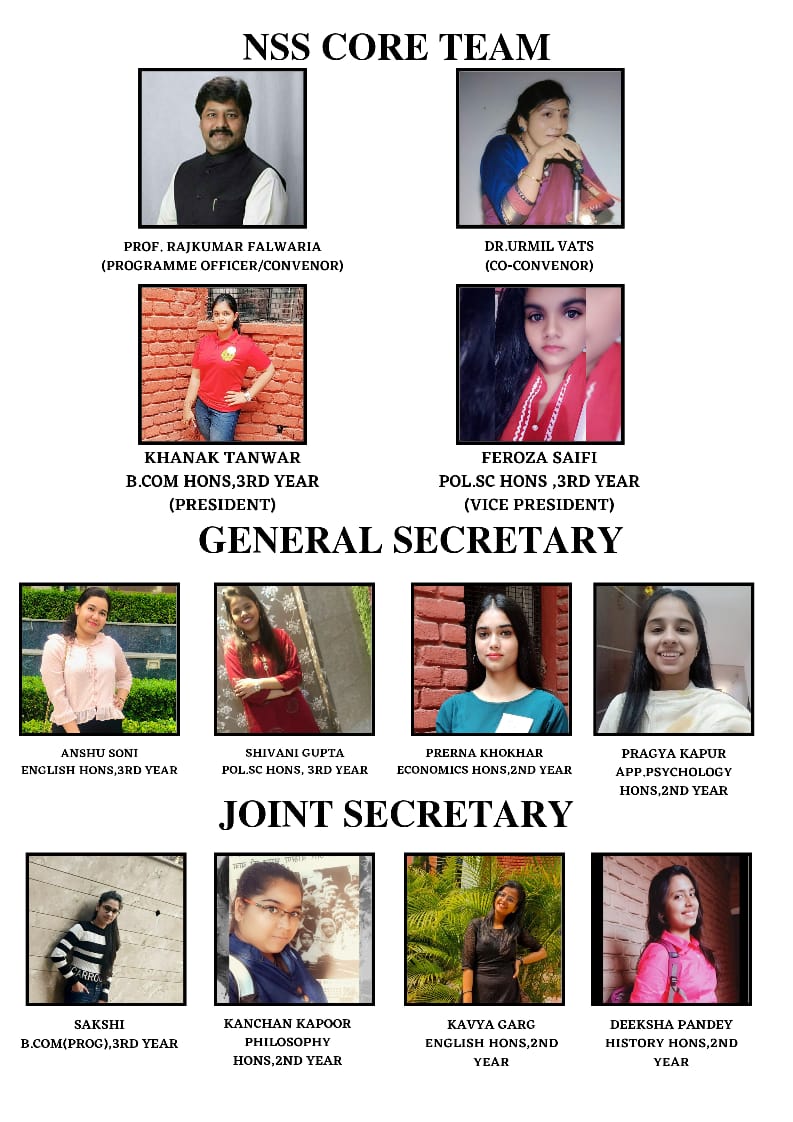 NSS CORE TEAM
PROF. RAJKUMAR FALWARIA
(PROGRAMME OFFICER/CONVENOR)
DR.URMIL VATS
(CO-CONVENOR)
KHANAK TANWAR
B.COM HONS,3RD YEAR
(PRESIDENT)
FEROZA SAIFI
POL.SC HONS ,3RD YEAR
(VICE PRESIDENT)
GENERAL SECRETARY
ANSHU SONI
ENGLISH HONS,3RD YEAR
SHIVANI GUPTA
POL.SC HONS, 3RD YEAR
PRERNA KHOKHAR
ECONOMICS HONS,2ND YEAR
PRAGYA KAPUR
APP.PSYCHOLOGY
HONS,2ND YEAR
JOINT SECRETARY
CARROL
SAKSHI
B.COM(PROG),3RD YEAR
KANCHAN KAPOOR
PHILOSOPHY
HONS,2ND YEAR
KAVYA GARG
ENGLISH HONS,2ND
YEAR
DEEKSHA PANDEY
HISTORY HONS,2ND
YEAR